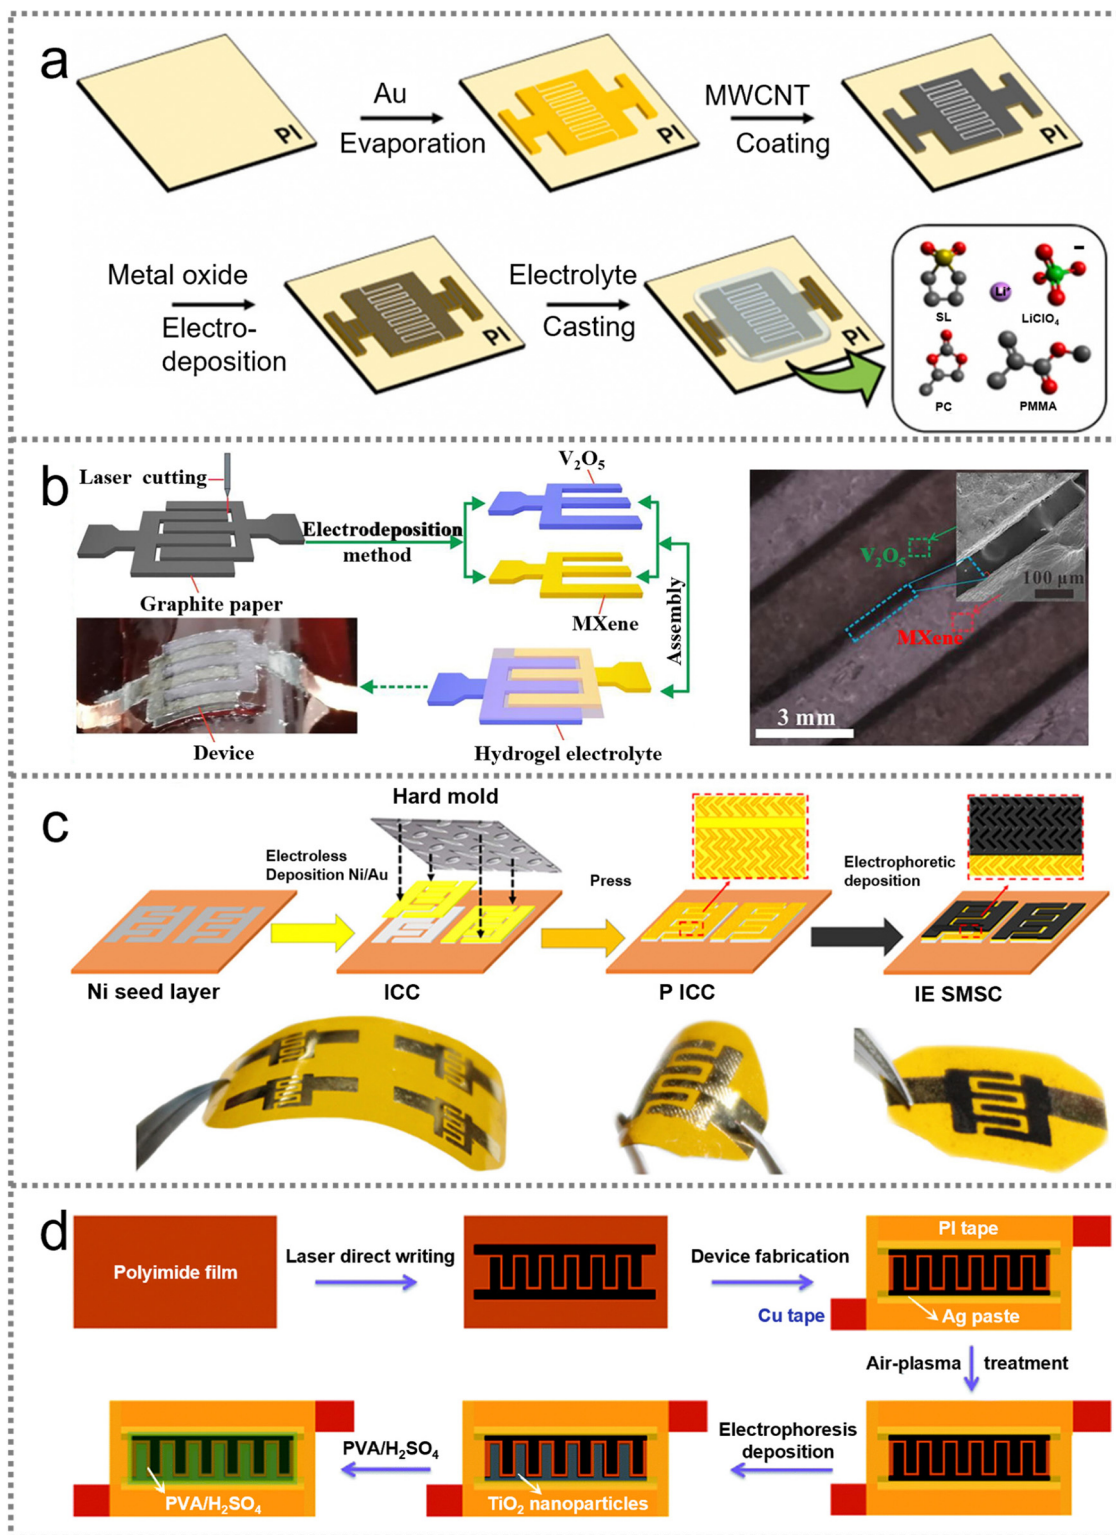 a
PI
Au
Evaporation
PI
MWCNT
Coating
PI
Metal oxide
Electro-
deposition
PI
Electrolyte
Casting
PI
SL
Li⁺
LiClO₄
-
PC
PMMA
b
Laser cutting
Graphite paper
Electrodeposition
method
V₂O₅
MXene
Assembly
Hydrogel electrolyte
Device
V₂O₅
MXene
100 μm
3 mm
c
Hard mold
Electroless
Deposition Ni/Au
Press
Electrophoretic
deposition
Ni seed layer
ICC
P ICC
IE SMSC
d
Polyimide film
Laser direct writing
Device fabrication
Cu tape
PI tape
Ag paste
Air-plasma treatment
Electrophoresis
deposition
TiO₂ nanoparticles
PVA/H₂SO₄
PVA/H₂SO₄